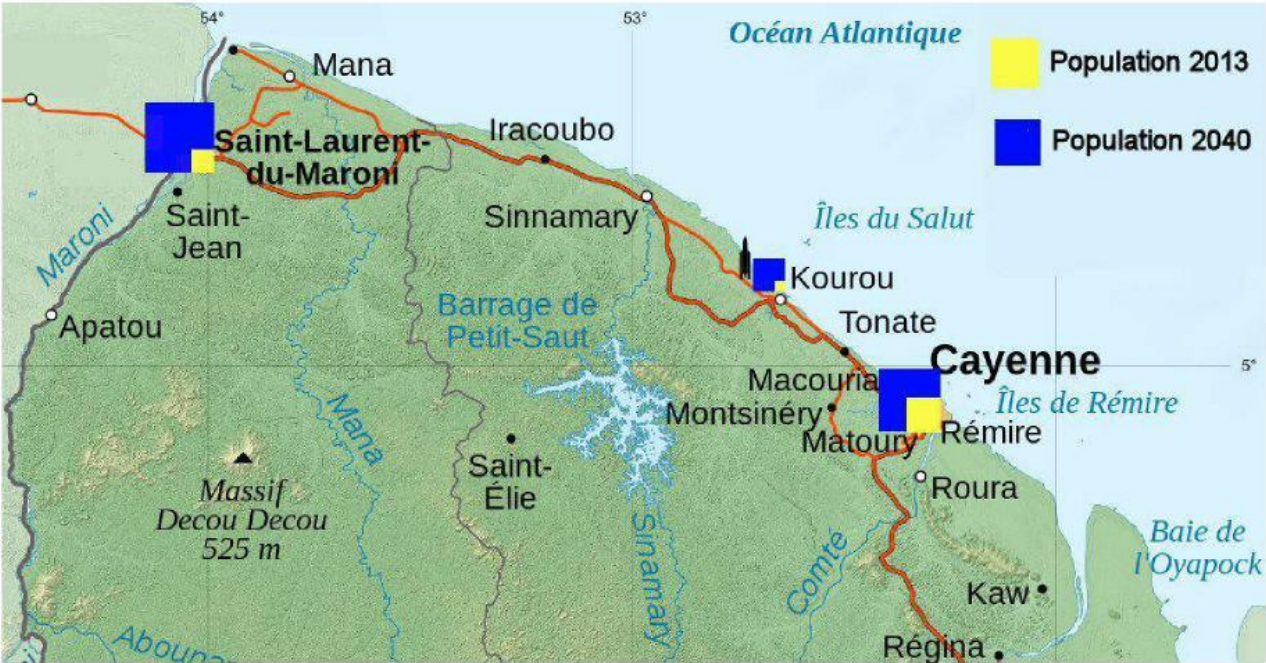 54°
53°
Océan Atlantique
Population 2013
Population 2040
Mana
Saint-Laurent-
du-Maroni
Iracoubo
Saint-
Jean
Maroni
Sinnamary
Îles du Salut
Kourou
Apatou
Barrage de
Petit-Saut
Tonate
Cayenne
5°
Macouria
Îles de Rémire
Montsinéry
Matoury
Rémire
Mana
Saint-
Élie
Roura
Massif
Decou Decou
525 m
Sinamary
Comté
Baie de
l'Oyapock
Kaw
Régina